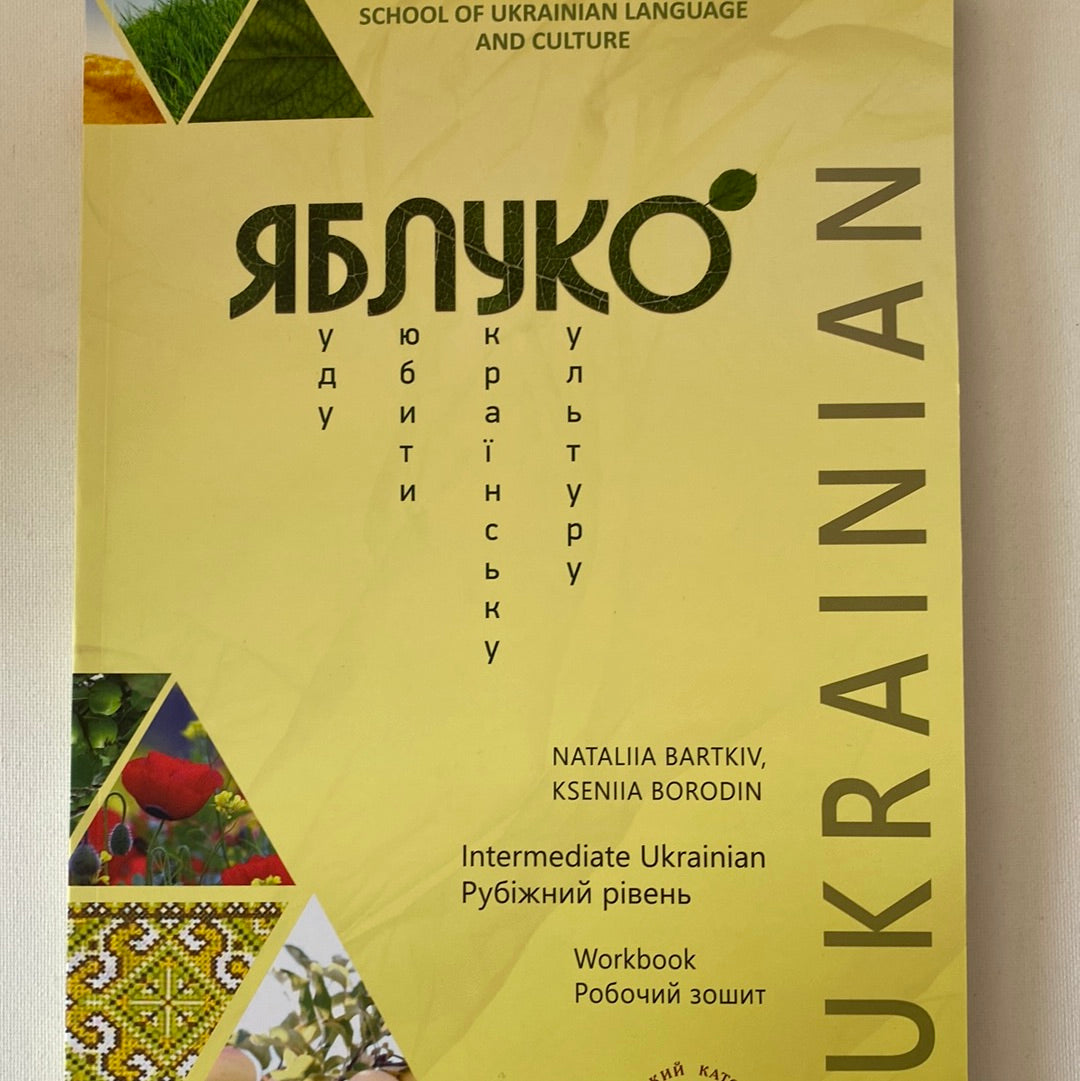 SCHOOL OF UKRAINIAN LANGUAGE
AND CULTURE
ЯБЛУКО
уду
юбити
країнську
ультуру
UKRAINIAN
NATALIIA BARTKIV,
KSENIIA BORODIN
Intermediate Ukrainian
Рубіжний рівень
Workbook
Робочий зошит